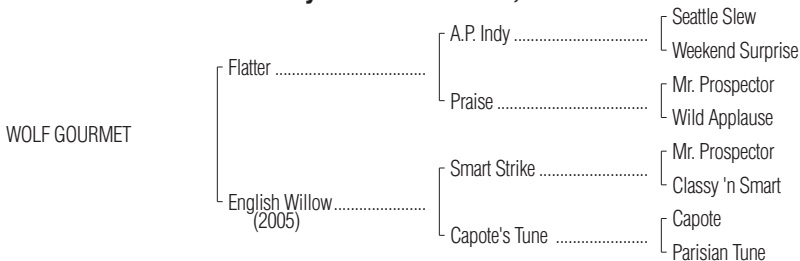 Seattle Slew
A.P. Indy
Weekend Surprise
Flatter
Mr. Prospector
Praise
Wild Applause
WOLF GOURMET
Mr. Prospector
Smart Strike
Classy 'n Smart
English Willow
(2005)
Capote
Capote's Tune
Parisian Tune